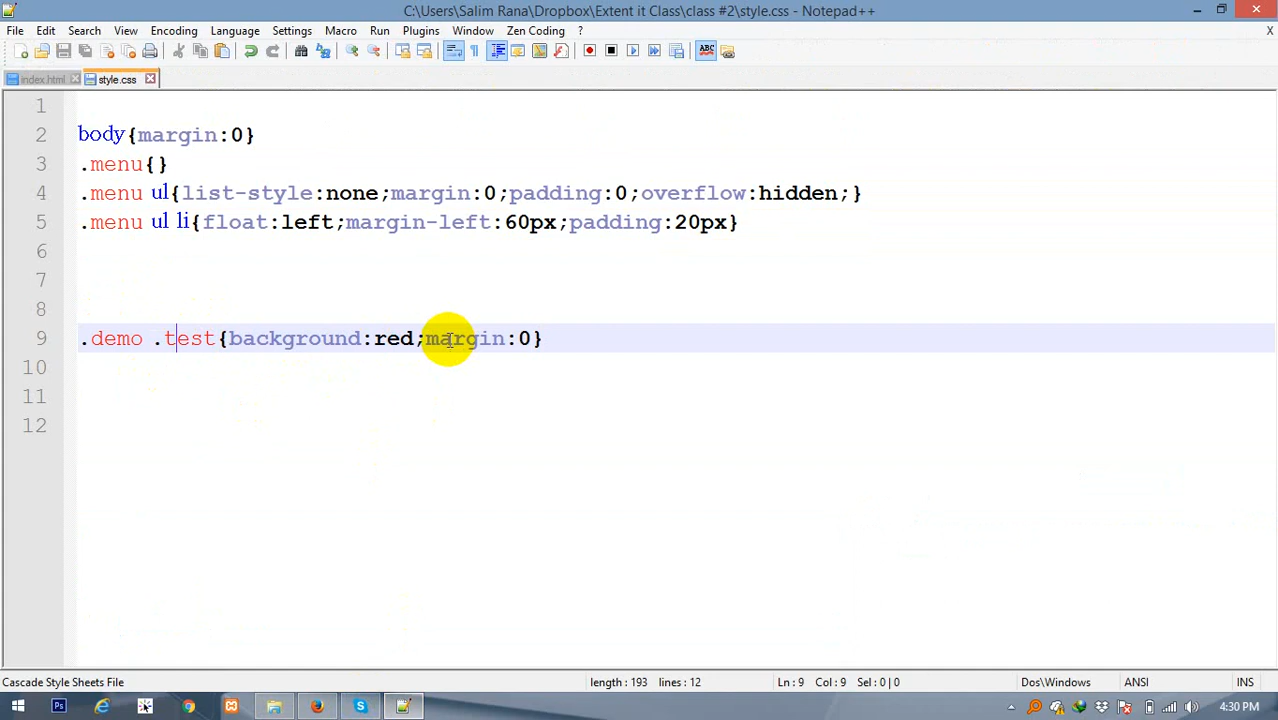 C:\Users\Salim Rana\Dropbox\Extent it Class\class #2\style.css - Notepad++
File Edit Search View Encoding Language Settings Macro Run Plugins Window Zen Coding ? X
index.html style.css
1
2 body{margin:0}
3 .menu{}
4 .menu ul{list-style:none;margin:0;padding:0;overflow:hidden;}
5 .menu ul li{float:left;margin-left:60px;padding:20px}
6
7
8
9 .demo .test{background:red;margin:0}
10
11
12
Cascade Style Sheets File length : 193 lines : 12 Ln : 9 Col : 9 Sel : 0 | 0 Dos\Windows ANSI INS
4:30 PM